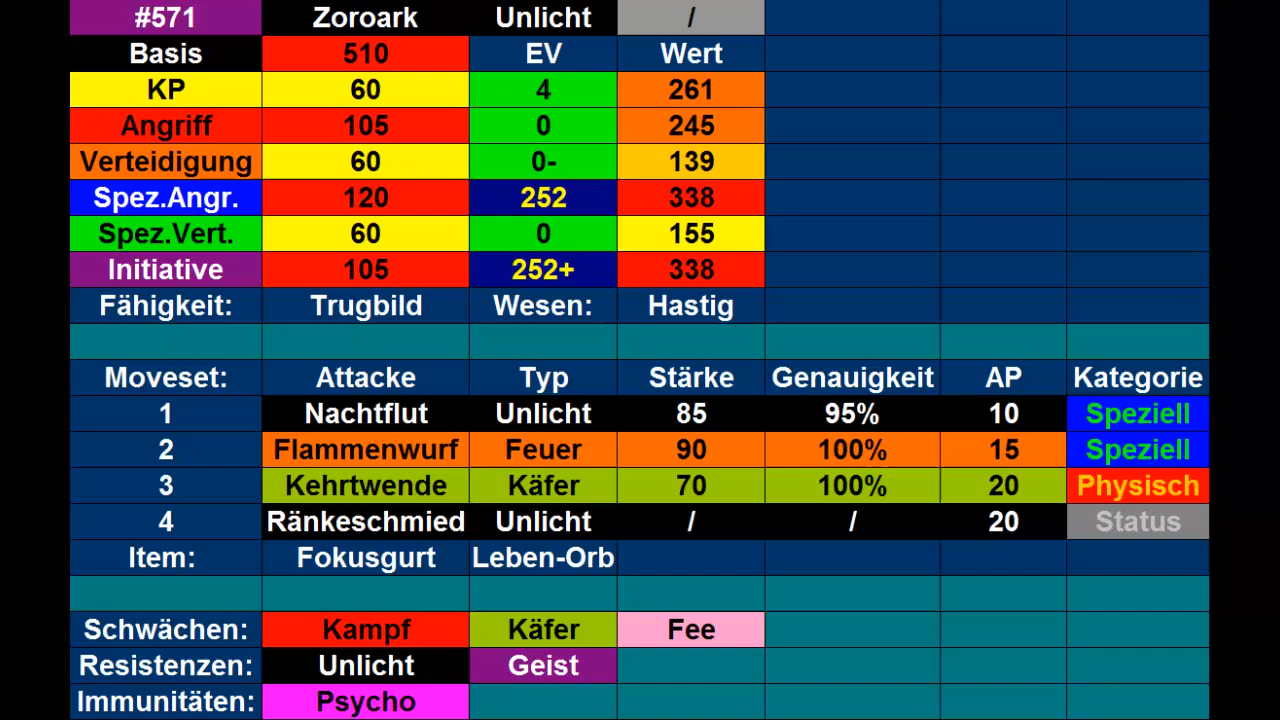 #571 Zoroark Unlicht /
Basis 510 EV Wert
KP 60 4 261
Angriff 105 0 245
Verteidigung 60 0- 139
Spez.Angr. 120 252 338
Spez.Vert. 60 0 155
Initiative 105 252+ 338
Fähigkeit: Trugbild Wesen: Hastig
Moveset: Attacke Typ Stärke Genauigkeit AP Kategorie
1 Nachtflut Unlicht 85 95% 10 Speziell
2 Flammenwurf Feuer 90 100% 15 Speziell
3 Kehrtwende Käfer 70 100% 20 Physisch
4 Ränkeschmied Unlicht / / 20 Status
Item: Fokusgurt Leben-Orb
Schwächen: Kampf Käfer Fee
Resistenzen: Unlicht Geist
Immunitäten: Psycho